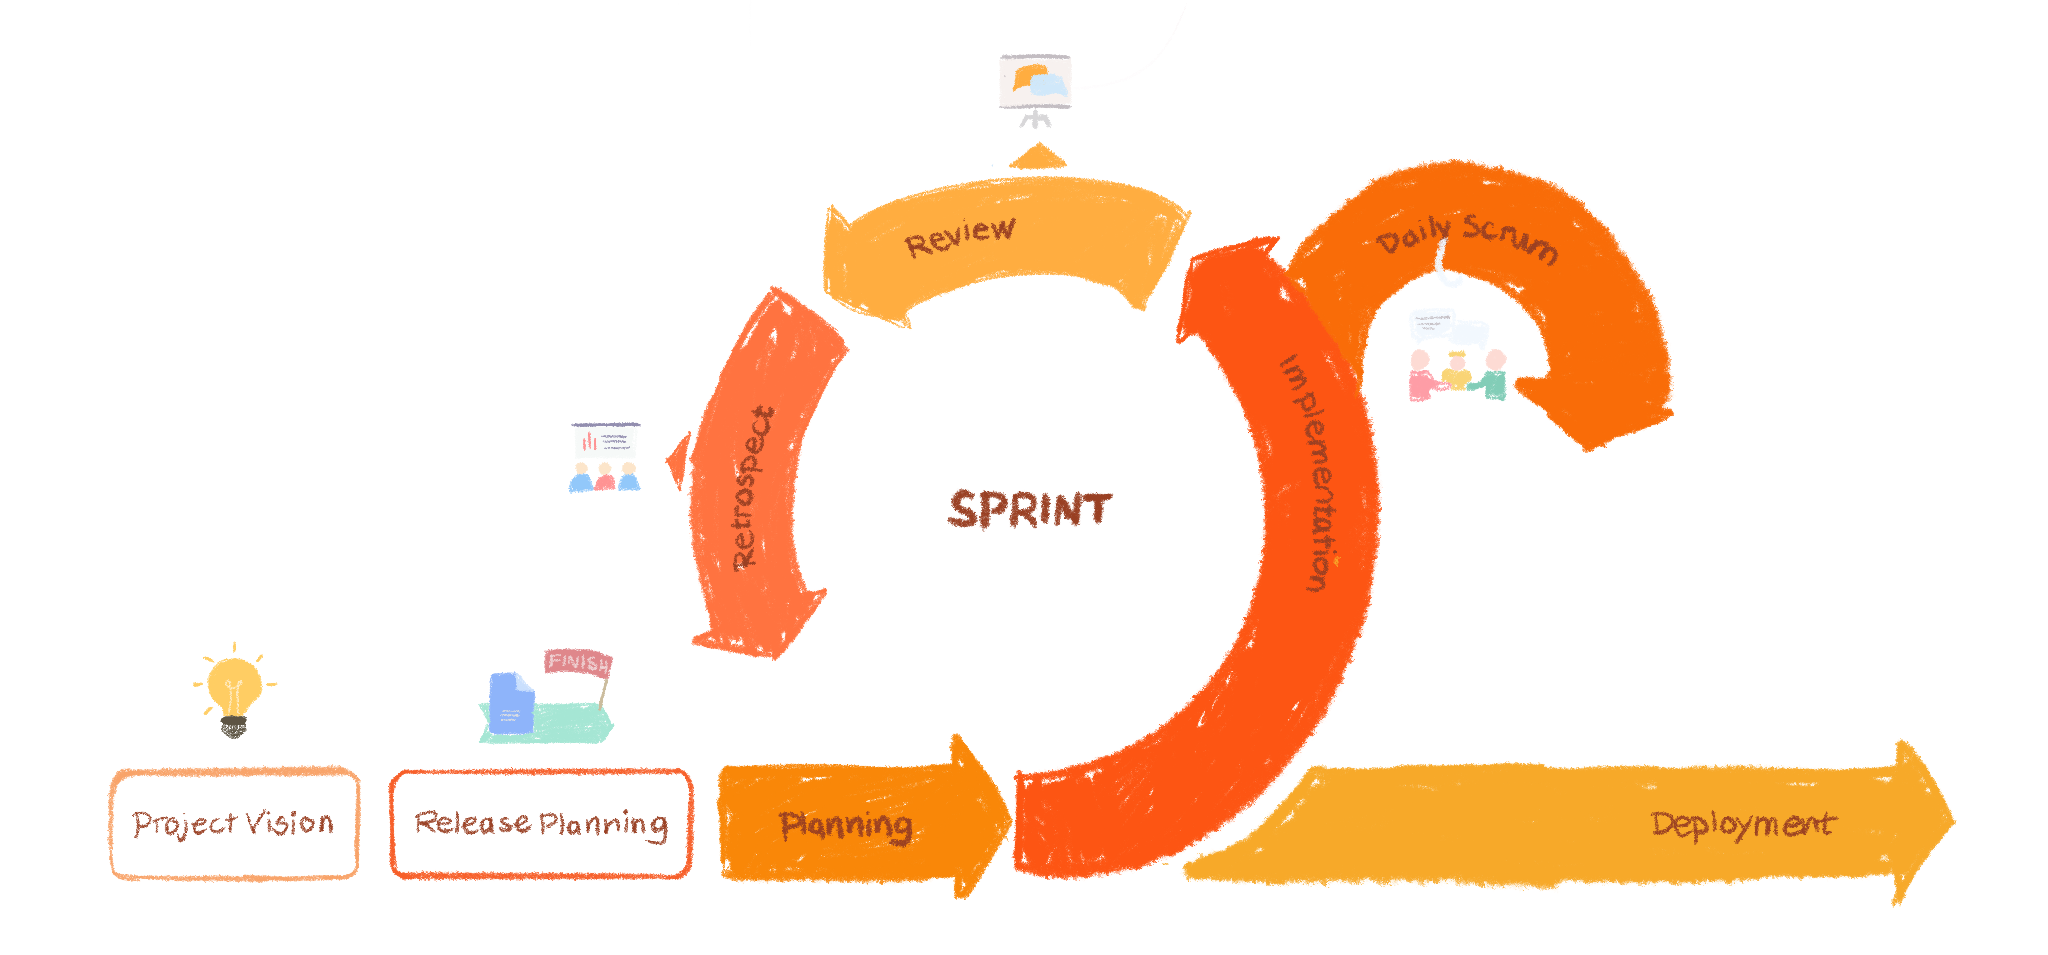 Review
Daily Scrum
Implementation
Retrospect
SPRINT
FINISH
Project Vision
Release Planning
Planning
Deployment